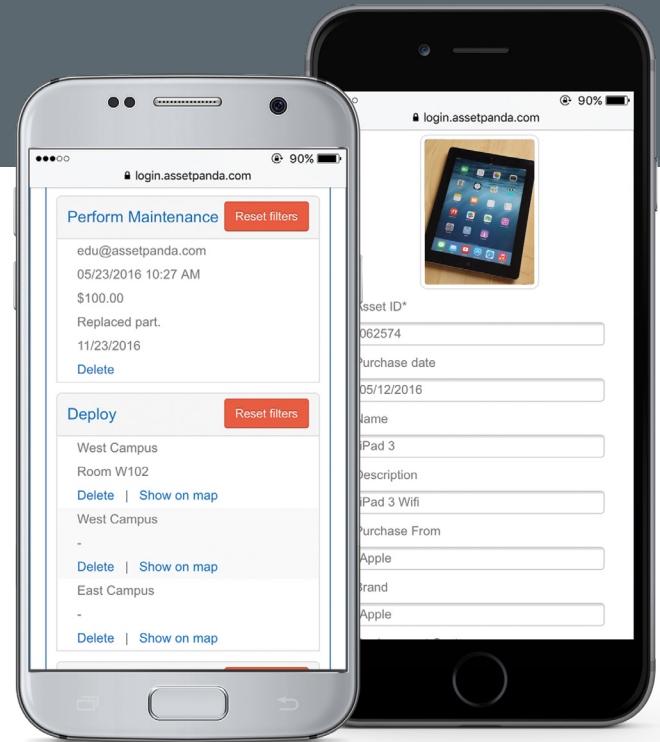 90%
login.assetpanda.com
Perform Maintenance
Reset filters
edu@assetpanda.com
05/23/2016 10:27 AM
$100.00
Replaced part.
11/23/2016
Delete
Deploy
Reset filters
West Campus
Room W102
Delete | Show on map
West Campus
-
Delete | Show on map
East Campus
-
Delete | Show on map
90%
login.assetpanda.com
Asset ID*
062574
Purchase date
05/12/2016
Name
iPad 3
Description
iPad 3 Wifi
Purchase From
Apple
Brand
Apple